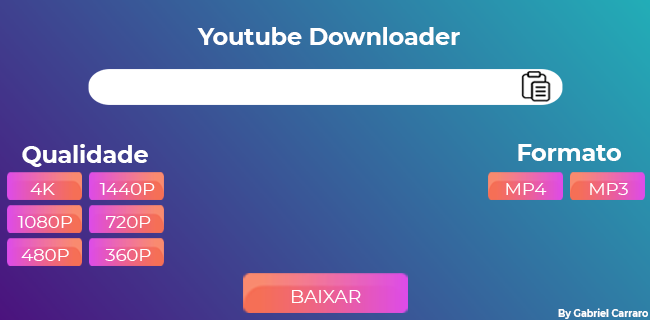 Youtube Downloader
Qualidade
4K 1440P
1080P 720P
480P 360P
Formato
MP4 MP3
BAIXAR
By Gabriel Carraro